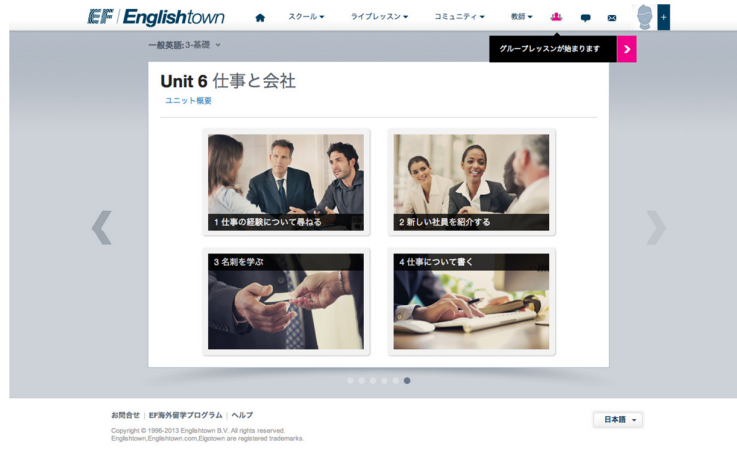 EF Englishtown
スクール ライブレッスン コミュニティ 教師
一般英語: 3-基礎
グループレッスンが始まります
Unit 6 仕事と会社
ユニット概要
1 仕事の経験について尋ねる
2 新しい社員を紹介する
3 名刺を学ぶ
4 仕事について書く
お問合せ | EF海外留学プログラム | ヘルプ
日本語
Copyright © 1996-2013 Englishtown B.V. All rights reserved.
Englishtown,Englishtown.com,Eigotown are registered trademarks.